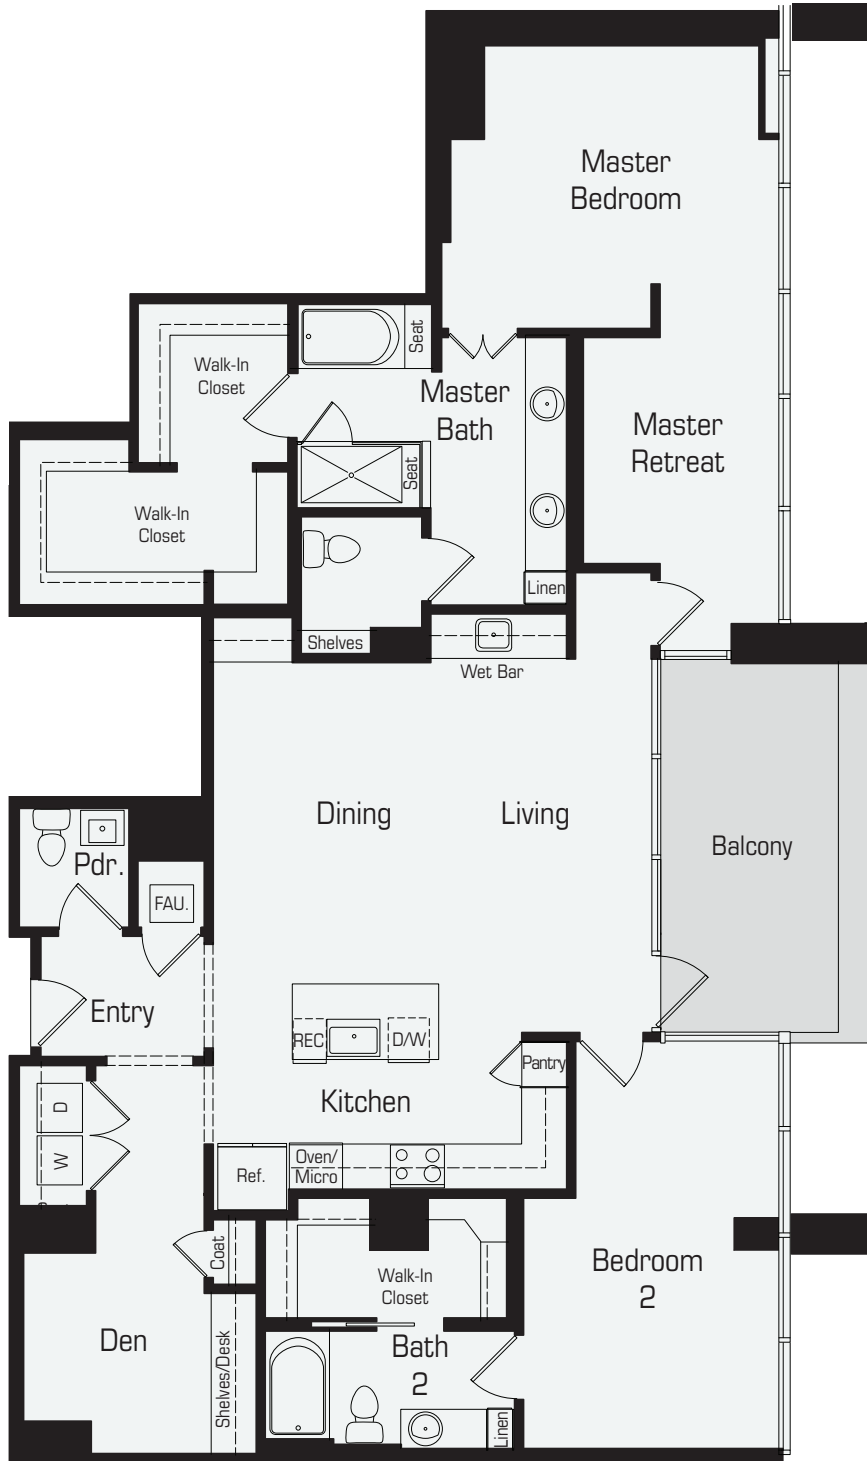 Master
Bedroom
Walk-In
Closet
Seat
Master
Bath
Master
Retreat
Seat
Walk-In
Closet
Linen
Shelves
Wet Bar
Dining
Living
Balcony
Pdr.
FAU.
Entry
REC
D/W
Pantry
Kitchen
D
W
Oven/
Micro
Ref.
Coat
Walk-In
Closet
Bedroom
2
Den
Shelves/Desk
Bath
2
Linen